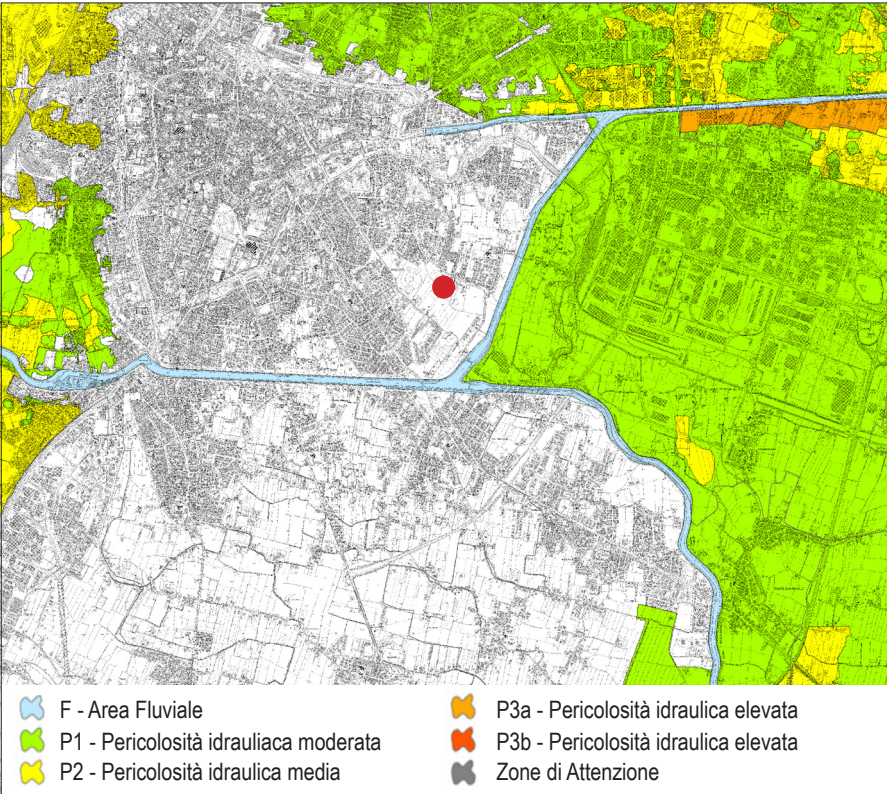 F - Area Fluviale
P1 - Pericolosità idrauliaca moderata
P2 - Pericolosità idraulica media
P3a - Pericolosità idraulica elevata
P3b - Pericolosità idraulica elevata
Zone di Attenzione